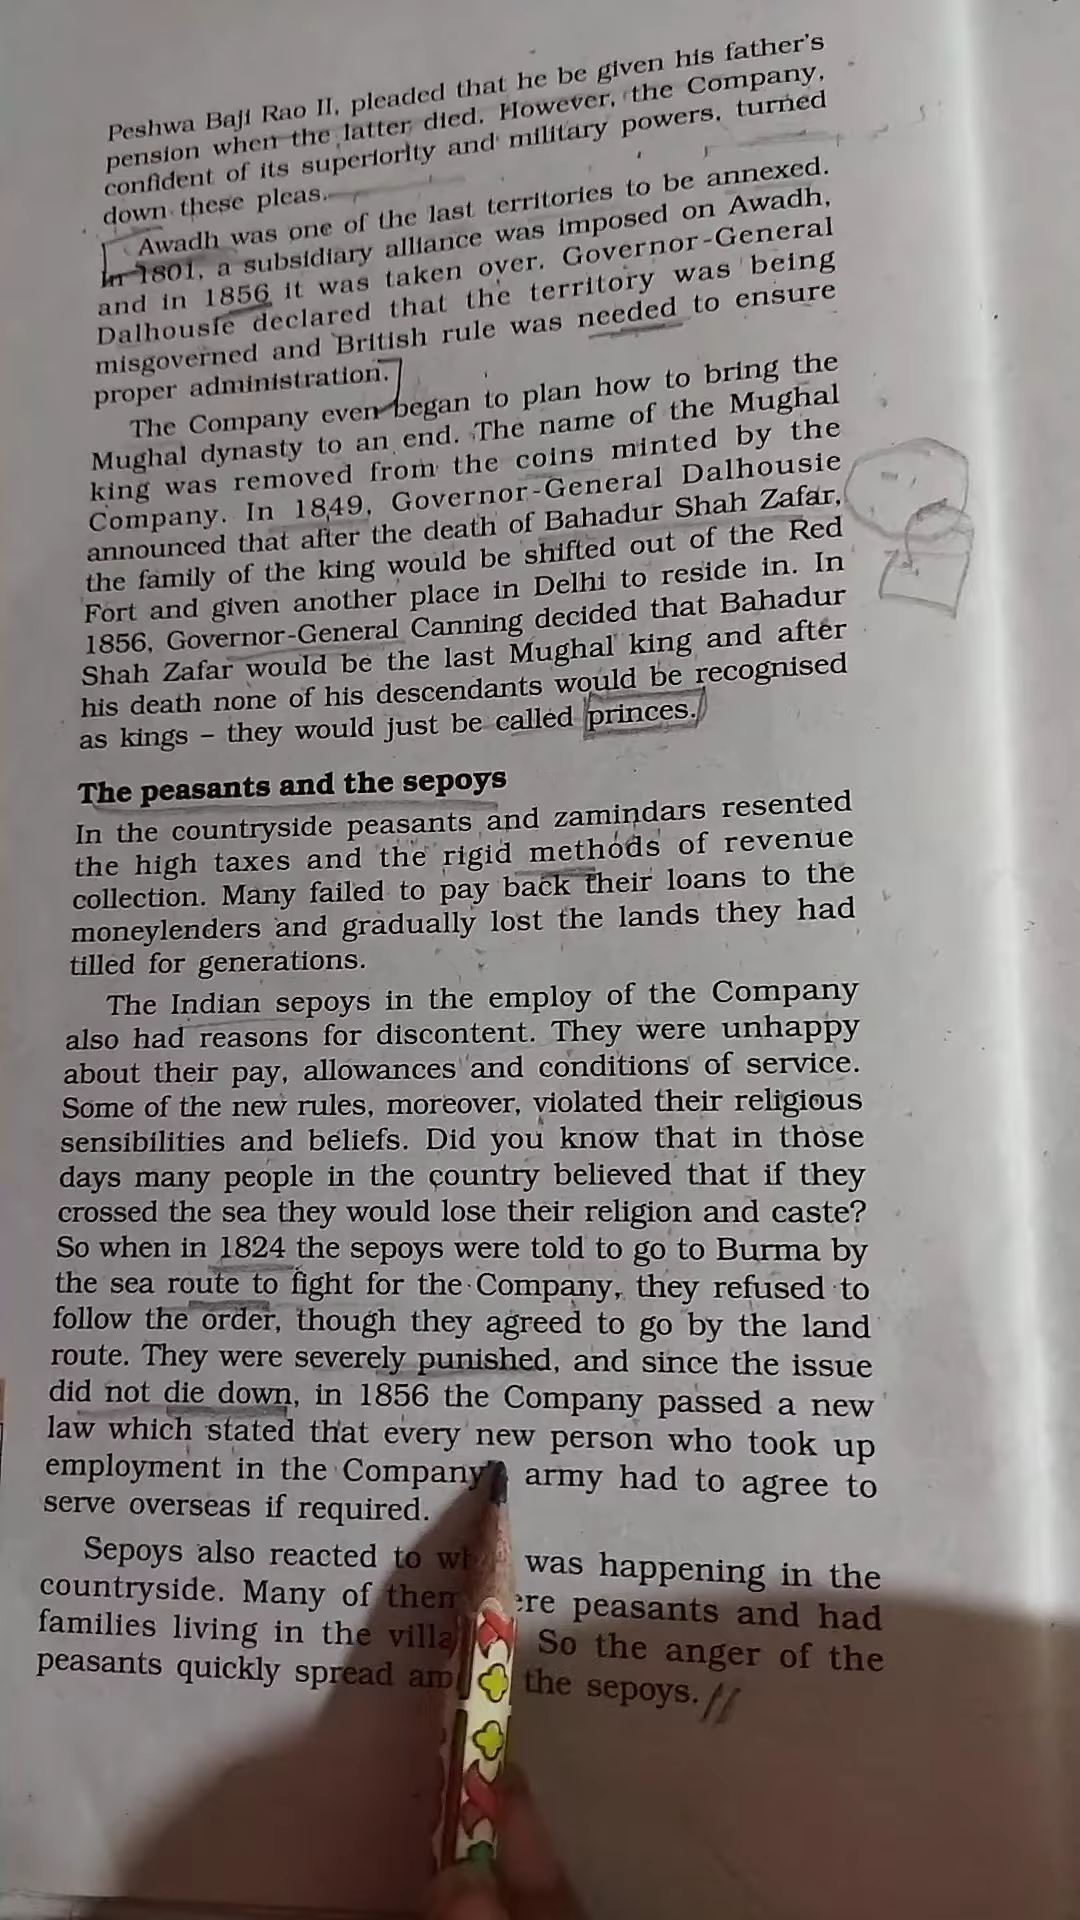 Peshwa Baji Rao II, pleaded that he be given his father's
pension when the latter died. However, the Company,
confident of its superiority and military powers, turned
down these pleas.
Awadh was one of the last territories to be annexed.
In 1801, a subsidiary alliance was imposed on Awadh,
and in 1856 it was taken over. Governor-General
Dalhousie declared that the territory was being
misgoverned and British rule was needed to ensure
proper administration.
The Company even began to plan how to bring the
Mughal dynasty to an end. The name of the Mughal
king was removed from the coins minted by the
Company. In 1849, Governor-General Dalhousie
announced that after the death of Bahadur Shah Zafar,
the family of the king would be shifted out of the Red
Fort and given another place in Delhi to reside in. In
1856, Governor-General Canning decided that Bahadur
Shah Zafar would be the last Mughal king and after
his death none of his descendants would be recognised
as kings – they would just be called princes.
The peasants and the sepoys
In the countryside peasants and zamindars resented
the high taxes and the rigid methods of revenue
collection. Many failed to pay back their loans to the
moneylenders and gradually lost the lands they had
tilled for generations.
The Indian sepoys in the employ of the Company
also had reasons for discontent. They were unhappy
about their pay, allowances and conditions of service.
Some of the new rules, moreover, violated their religious
sensibilities and beliefs. Did you know that in those
days many people in the country believed that if they
crossed the sea they would lose their religion and caste?
So when in 1824 the sepoys were told to go to Burma by
the sea route to fight for the Company, they refused to
follow the order, though they agreed to go by the land
route. They were severely punished, and since the issue
did not die down, in 1856 the Company passed a new
law which stated that every new person who took up
employment in the Company army had to agree to
serve overseas if required.
Sepoys also reacted to was happening in the
countryside. Many of peasants and had
families living in the So the anger of the
peasants quickly spread the sepoys.